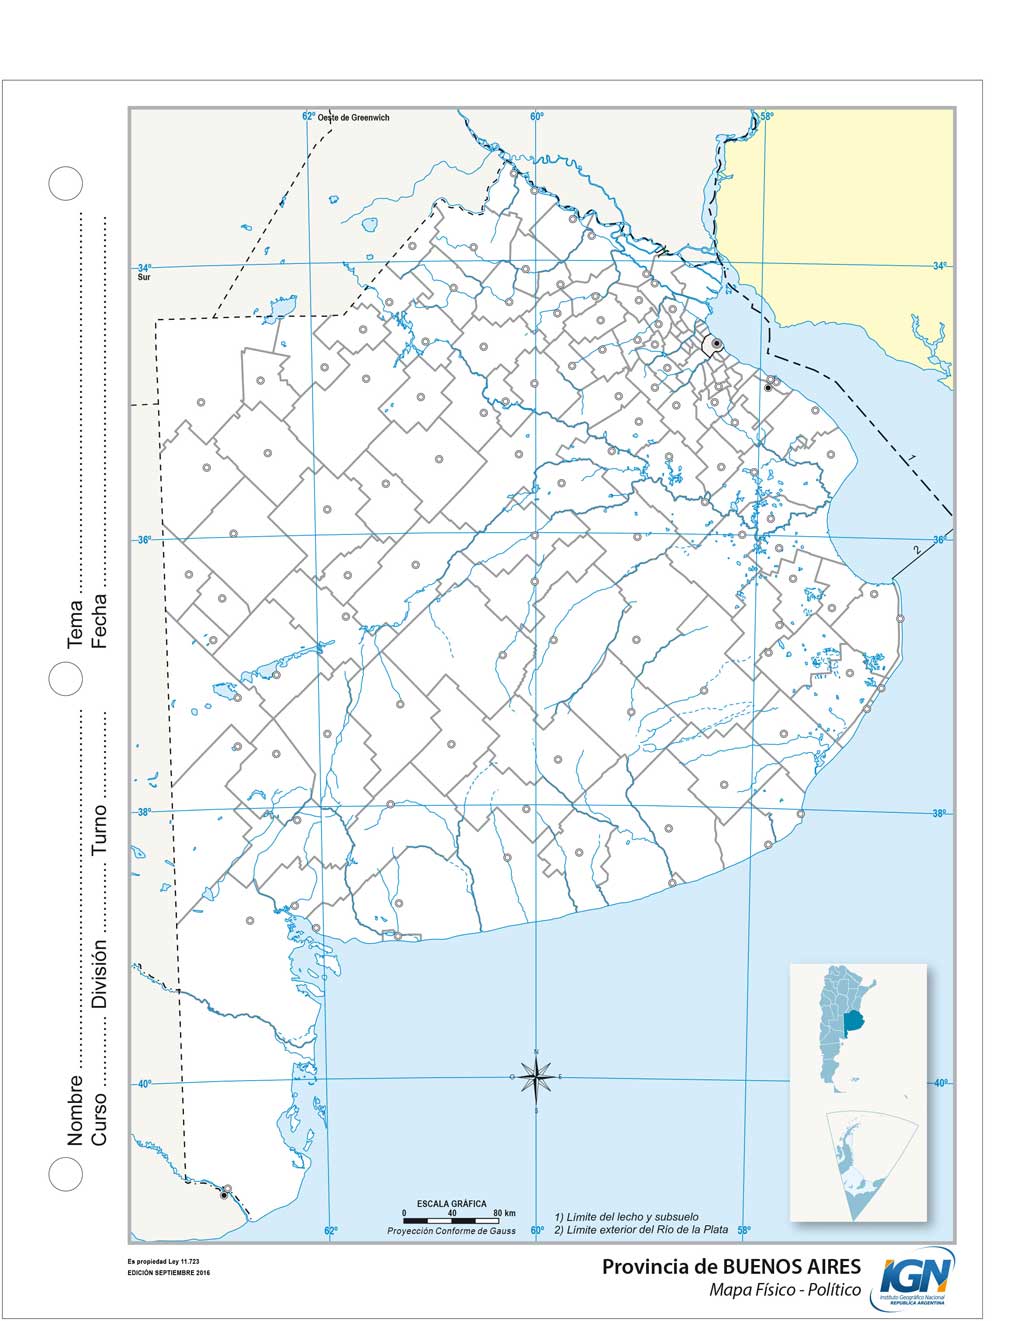 62° Oeste de Greenwich 60° 58°
34° 34°
Sur
1
36° 36°
2
Tema
Fecha
38° 38°
Nombre
Curso División Turno
N
O E
S
40° 40°
ESCALA GRÁFICA
0 40 80 km
Proyección Conforme de Gauss
1) Límite del lecho y subsuelo
2) Límite exterior del Río de la Plata
62° 60° 58°
Es propiedad Ley 11.723
EDICIÓN SEPTIEMBRE 2016
Provincia de BUENOS AIRES
Mapa Físico - Político
IGN
Instituto Geográfico Nacional
REPÚBLICA ARGENTINA